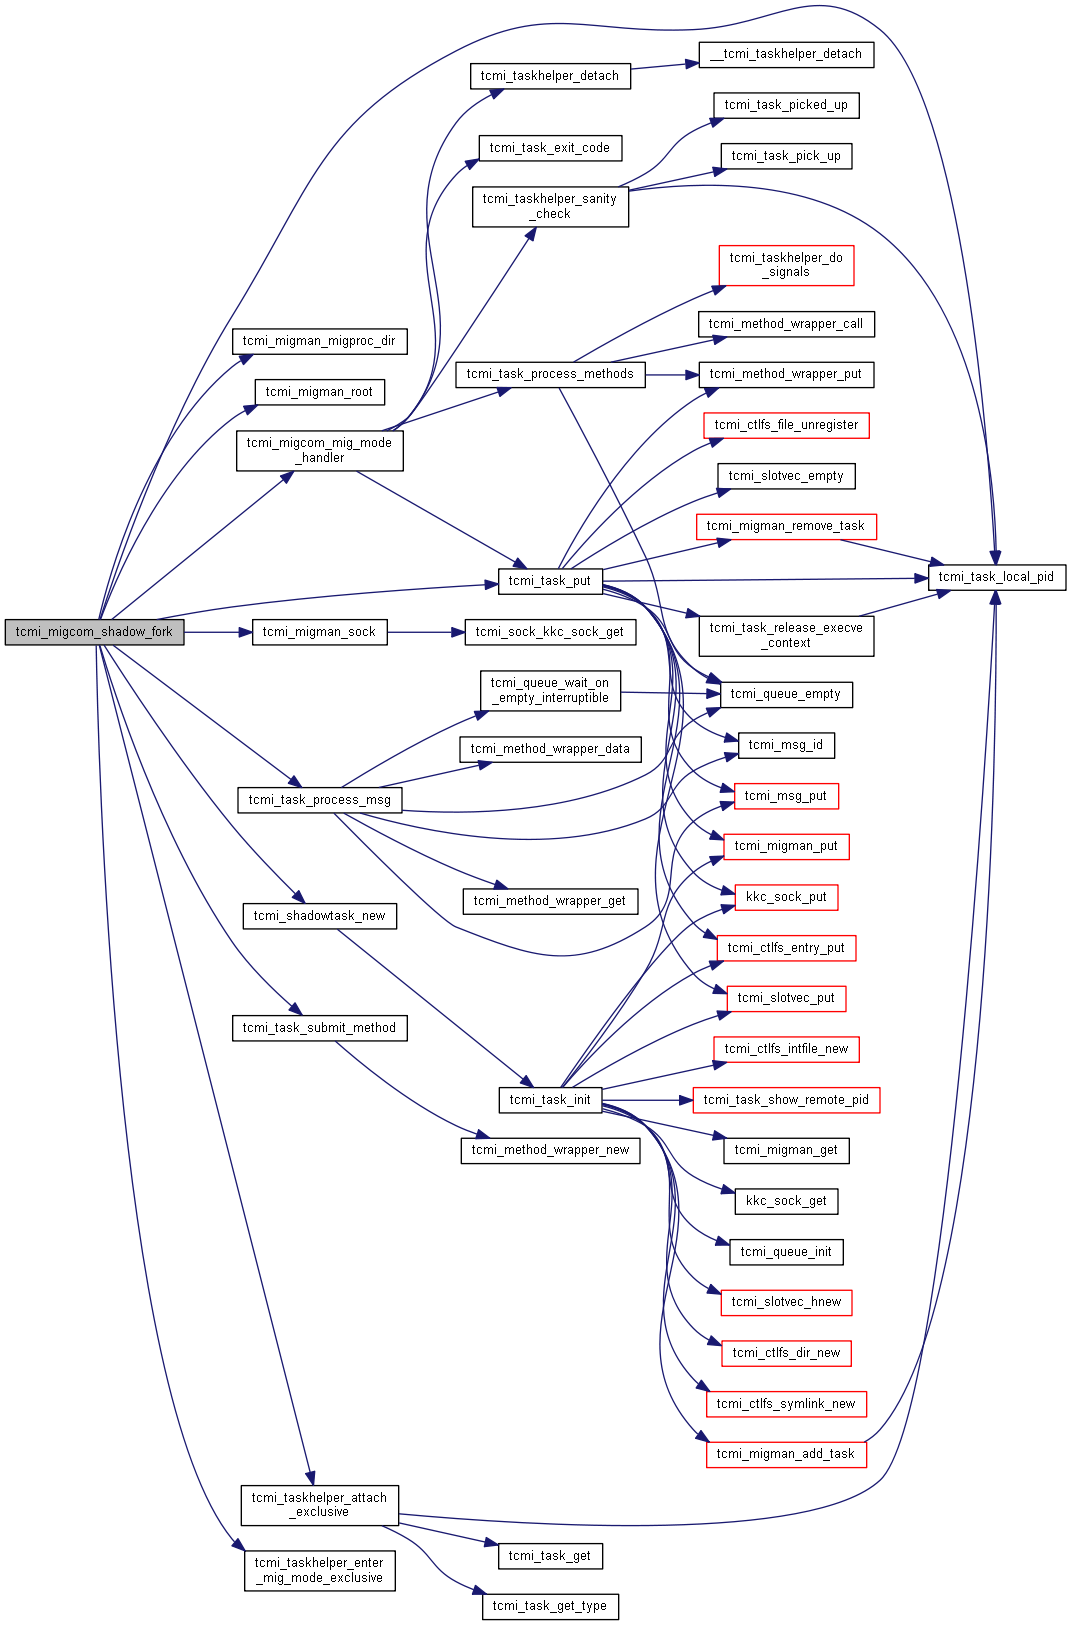 __tcmi_taskhelper_detach
tcmi_taskhelper_detach
tcmi_task_picked_up
tcmi_task_exit_code
tcmi_task_pick_up
tcmi_taskhelper_sanity
_check
tcmi_taskhelper_do
_signals
tcmi_method_wrapper_call
tcmi_migman_migproc_dir
tcmi_task_process_methods
tcmi_method_wrapper_put
tcmi_migman_root
tcmi_ctlfs_file_unregister
tcmi_migcom_mig_mode
_handler
tcmi_slotvec_empty
tcmi_migman_remove_task
tcmi_task_put
tcmi_task_local_pid
tcmi_migcom_shadow_fork
tcmi_migman_sock
tcmi_sock_kkc_sock_get
tcmi_task_release_execve
_context
tcmi_queue_wait_on
_empty_interruptible
tcmi_queue_empty
tcmi_method_wrapper_data
tcmi_msg_id
tcmi_task_process_msg
tcmi_msg_put
tcmi_migman_put
tcmi_method_wrapper_get
kkc_sock_put
tcmi_shadowtask_new
tcmi_ctlfs_entry_put
tcmi_slotvec_put
tcmi_task_submit_method
tcmi_ctlfs_intfile_new
tcmi_task_init
tcmi_task_show_remote_pid
tcmi_method_wrapper_new
tcmi_migman_get
kkc_sock_get
tcmi_queue_init
tcmi_slotvec_hnew
tcmi_ctlfs_dir_new
tcmi_ctlfs_symlink_new
tcmi_migman_add_task
tcmi_taskhelper_attach
_exclusive
tcmi_task_get
tcmi_taskhelper_enter
_mig_mode_exclusive
tcmi_task_get_type